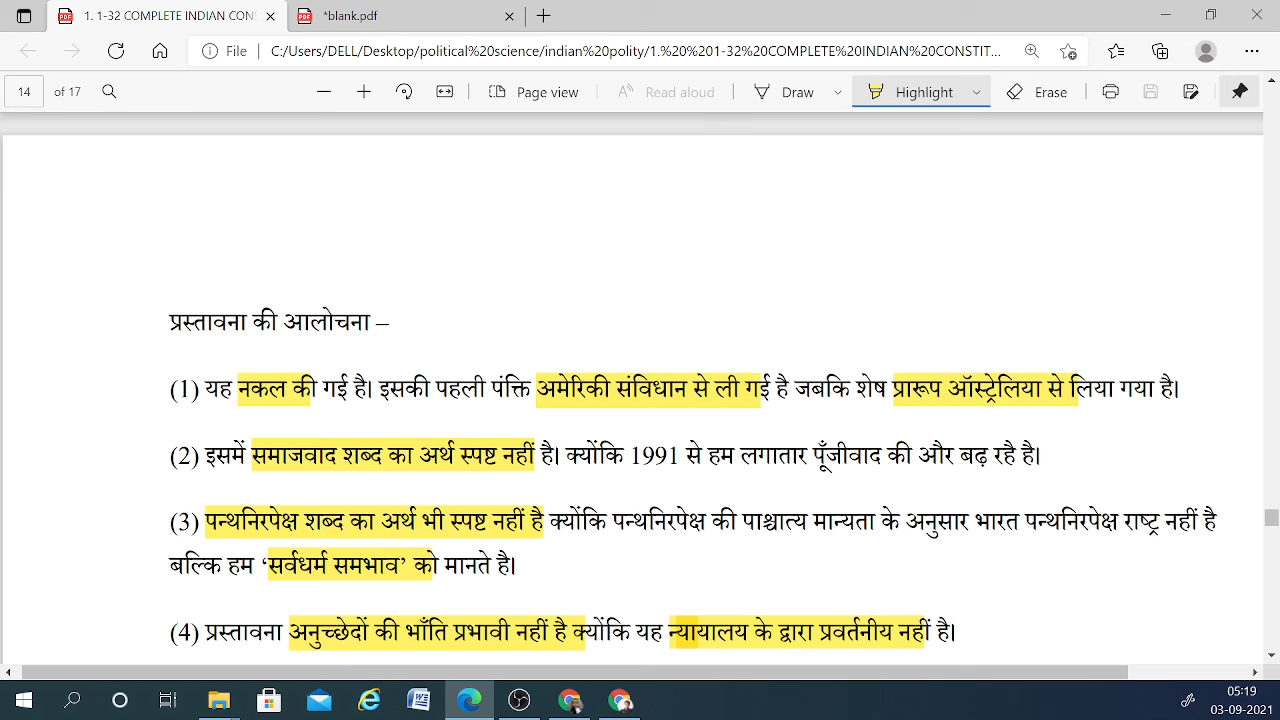 1. 1-32 COMPLETE INDIAN CONS
*blank.pdf
File
C:/Users/DELL/Desktop/political%20science/indian%20polity/1.%20%201-32%20COMPLETE%20INDIAN%20CONSTIT...
14 of 17
Page view
Read aloud
Draw
Highlight
Erase
प्रस्तावना की आलोचना –
(1) यह नकल की गई है। इसकी पहली पंक्ति अमेरिकी संविधान से ली गई है जबकि शेष प्रारूप ऑस्ट्रेलिया से लिया गया है।
(2) इसमें समाजवाद शब्द का अर्थ स्पष्ट नहीं है। क्योंकि 1991 से हम लगातार पूँजीवाद की और बढ़ रहै है।
(3) पन्थनिरपेक्ष शब्द का अर्थ भी स्पष्ट नहीं है क्योंकि पन्थनिरपेक्ष की पाश्चात्य मान्यता के अनुसार भारत पन्थनिरपेक्ष राष्ट्र नहीं है
बल्कि हम ‘सर्वधर्म समभाव’ को मानते है।
(4) प्रस्तावना अनुच्छेदों की भाँति प्रभावी नहीं है क्योंकि यह न्यायालय के द्वारा प्रवर्तनीय नहीं है।
05:19
03-09-2021